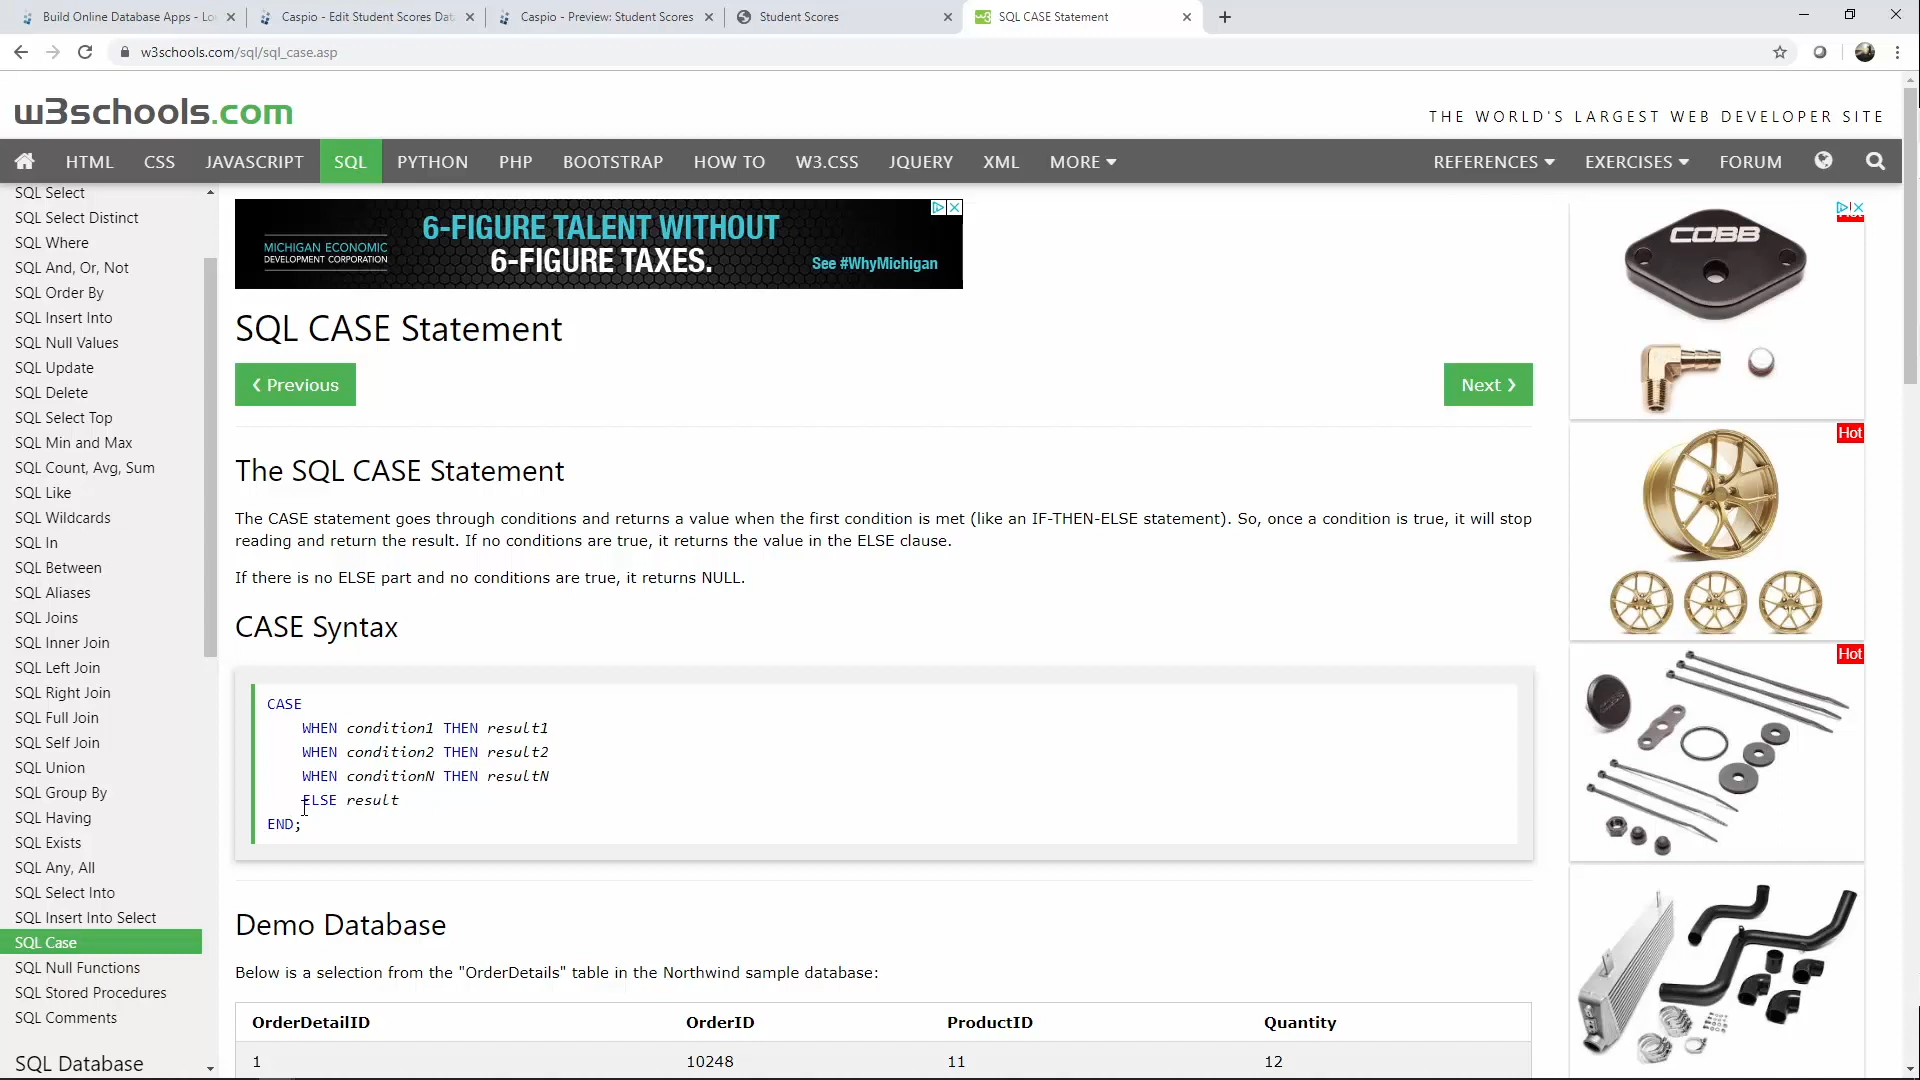 Build Online Database Apps - Lo
Caspio - Edit Student Scores Dat
Caspio - Preview: Student Scores
Student Scores
SQL CASE Statement
w3schools.com/sql/sql_case.asp
w3schools.com
THE WORLD'S LARGEST WEB DEVELOPER SITE
HTML CSS JAVASCRIPT SQL PYTHON PHP BOOTSTRAP HOW TO W3.CSS JQUERY XML MORE REFERENCES EXERCISES FORUM
SQL Select
SQL Select Distinct
SQL Where
SQL And, Or, Not
SQL Order By
SQL Insert Into
SQL Null Values
SQL Update
SQL Delete
SQL Select Top
SQL Min and Max
SQL Count, Avg, Sum
SQL Like
SQL Wildcards
SQL In
SQL Between
SQL Aliases
SQL Joins
SQL Inner Join
SQL Left Join
SQL Right Join
SQL Full Join
SQL Self Join
SQL Union
SQL Group By
SQL Having
SQL Exists
SQL Any, All
SQL Select Into
SQL Insert Into Select
SQL Case
SQL Null Functions
SQL Stored Procedures
SQL Comments
SQL Database
MICHIGAN ECONOMIC
DEVELOPMENT CORPORATION
6-FIGURE TALENT WITHOUT
6-FIGURE TAXES.
See #WhyMichigan
SQL CASE Statement
❮ Previous
Next ❯
The SQL CASE Statement
The CASE statement goes through conditions and returns a value when the first condition is met (like an IF-THEN-ELSE statement). So, once a condition is true, it will stop
reading and return the result. If no conditions are true, it returns the value in the ELSE clause.
If there is no ELSE part and no conditions are true, it returns NULL.
CASE Syntax
CASE
WHEN condition1 THEN result1
WHEN condition2 THEN result2
WHEN conditionN THEN resultN
ELSE result
END;
Demo Database
Below is a selection from the "OrderDetails" table in the Northwind sample database:
OrderDetailID OrderID ProductID Quantity
1 10248 11 12
COBB
Hot
Hot